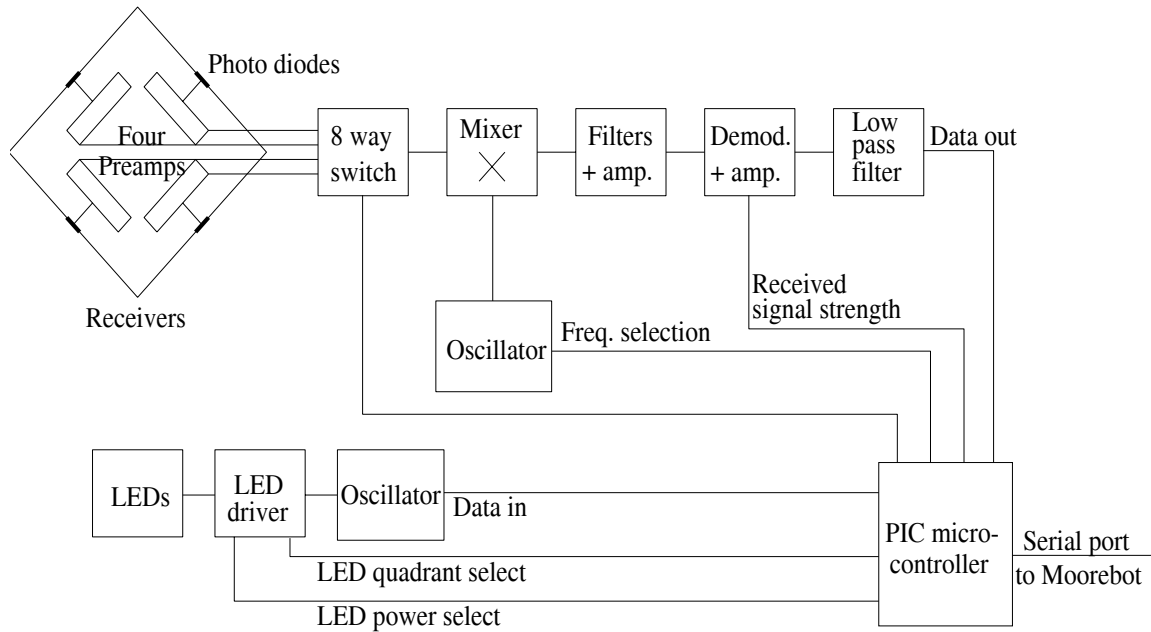 Photo diodes
Four
Preamps
Receivers
8 way
switch
Mixer
Filters
+ amp.
Demod.
+ amp.
Low
pass
filter
Data out
Received
signal strength
Oscillator
Freq. selection
LEDs
LED
driver
Oscillator
Data in
LED quadrant select
LED power select
PIC micro-
controller
Serial port
to Moorebot